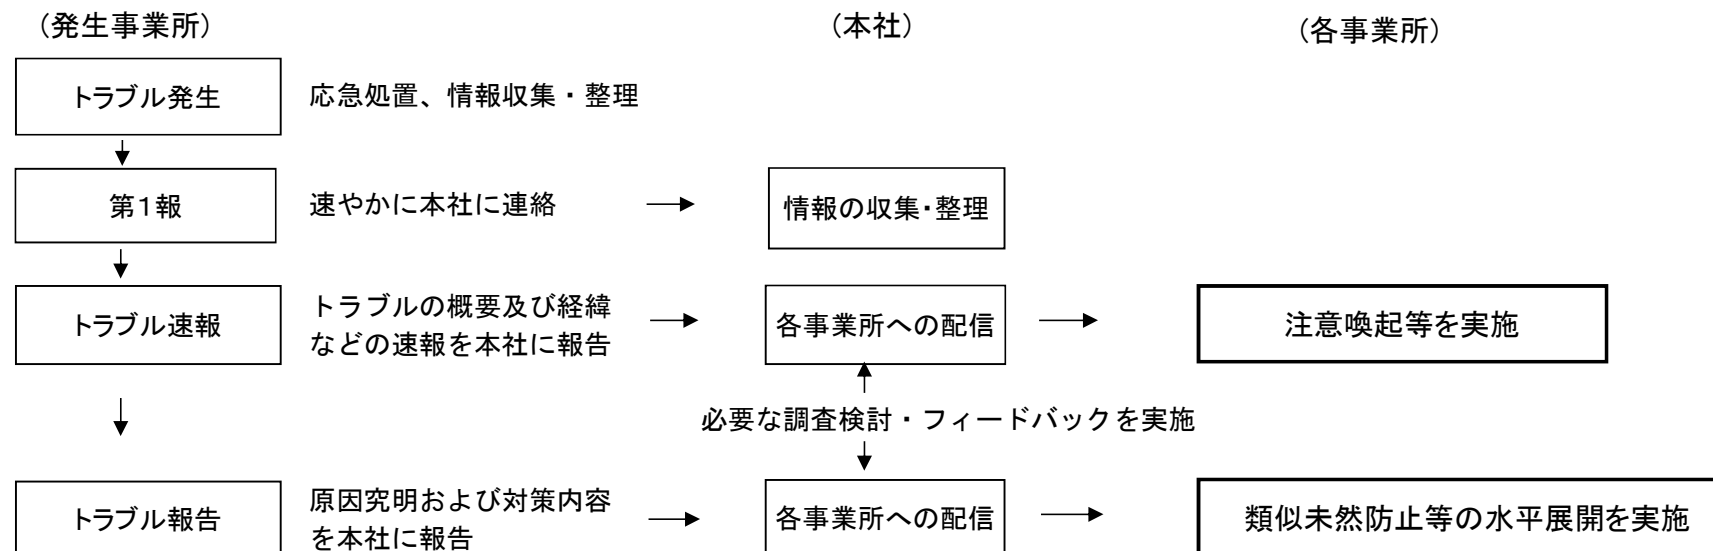 （発生事業所）
（本社）
（各事業所）
トラブル発生
応急処置、情報収集・整理
第１報
速やかに本社に連絡
情報の収集・整理
トラブル速報
トラブルの概要及び経緯
などの速報を本社に報告
各事業所への配信
注意喚起等を実施
必要な調査検討・フィードバックを実施
トラブル報告
原因究明および対策内容
を本社に報告
各事業所への配信
類似未然防止等の水平展開を実施